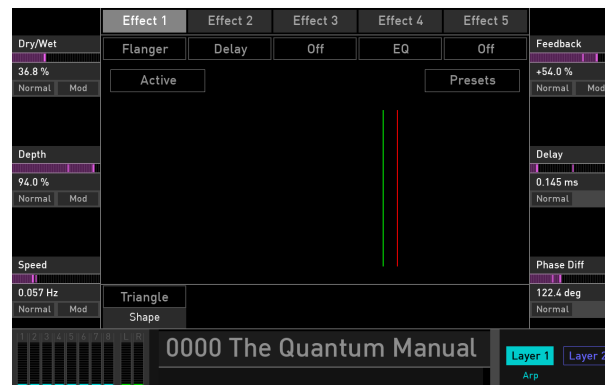 Effect 1 Effect 2 Effect 3 Effect 4 Effect 5
Dry/Wet Flanger Delay Off EQ Off Feedback
36.8 % Active Presets +54.0 %
Normal Mod Normal Mod
Depth Delay
94.0 % 0.145 ms
Normal Mod Normal
Speed Phase Diff
0.057 Hz Triangle 122.4 deg
Normal Mod Shape Normal
1 2 3 4 5 6 7 8 L R 0000 The Quantum Manual Layer 1 Layer 2
Arp